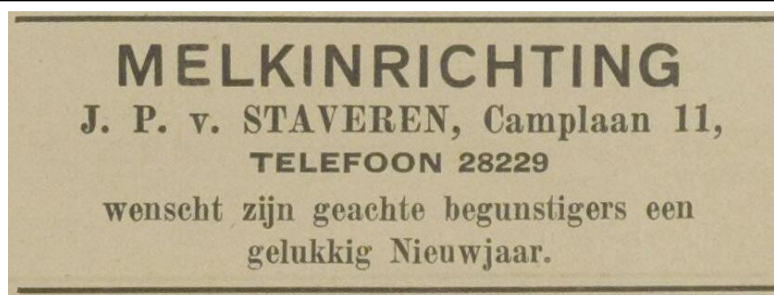 MELKINRICHTING
J. P. v. STAVEREN, Camplaan 11,
TELEFOON 28229
wenscht zijn geachte begunstigers een
gelukkig Nieuwjaar.